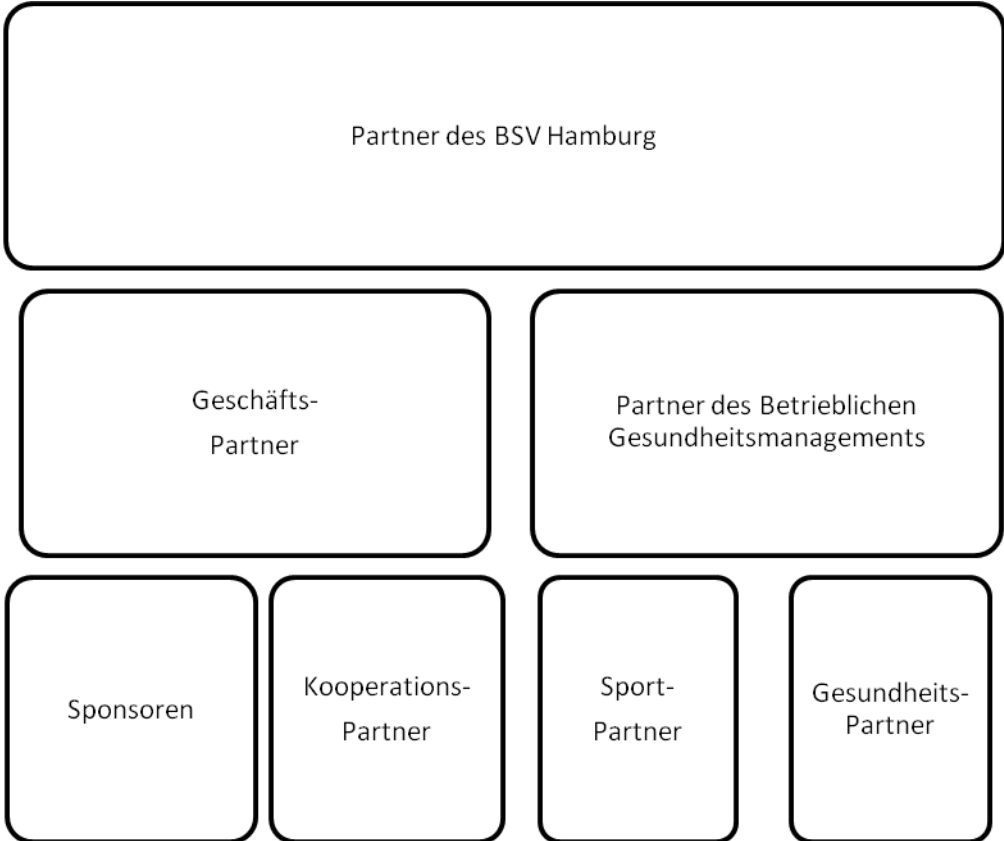 Partner des BSV Hamburg
Geschäfts-
Partner
Partner des Betrieblichen
Gesundheitsmanagements
Sponsoren
Kooperations-
Partner
Sport-
Partner
Gesundheits-
Partner